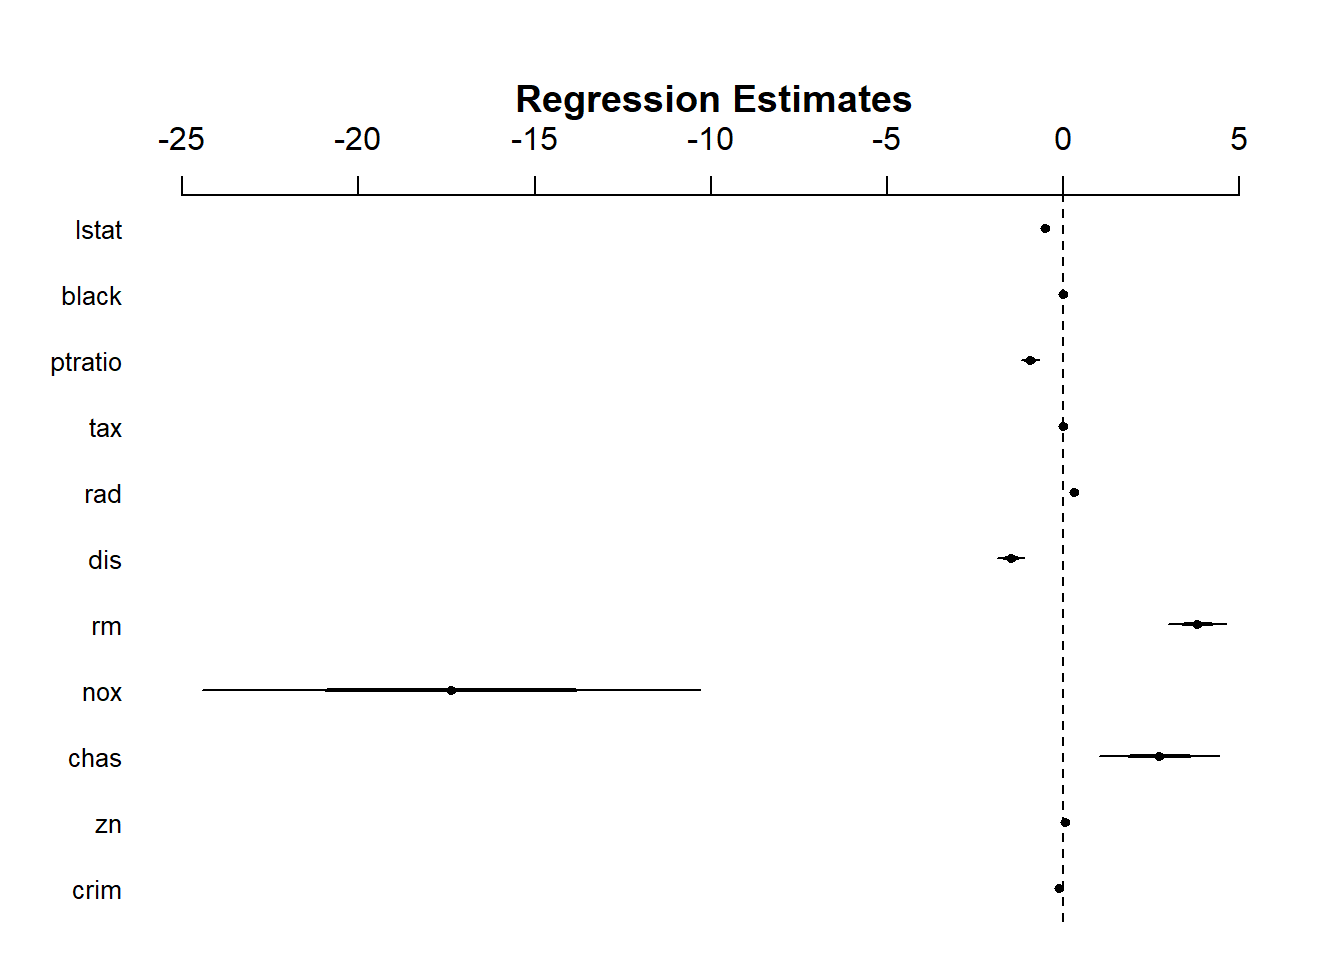 Regression Estimates
-25 -20 -15 -10 -5 0 5
lstat
black
ptratio
tax
rad
dis
rm
nox
chas
zn
crim